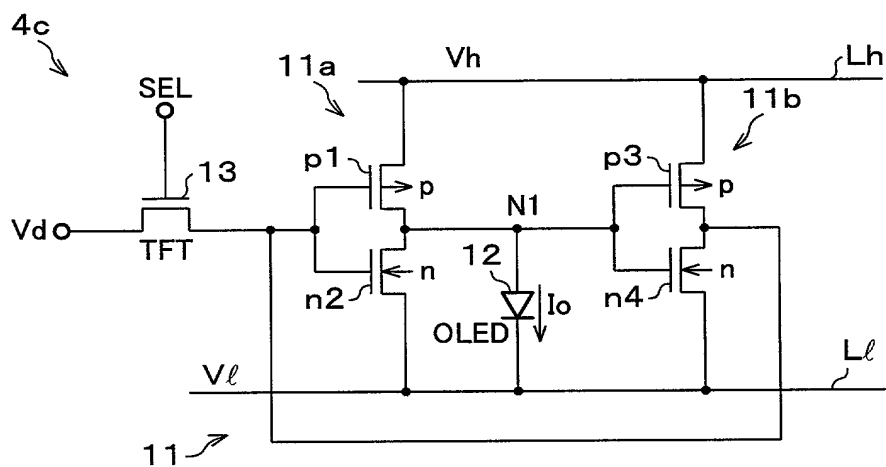 4c
Vh
Lh
11a
11b
SEL
p1
p3
13
p
p
N1
Vd
TFT
12
n
n
n2
n4
Io
OLED
Vℓ
Lℓ
11